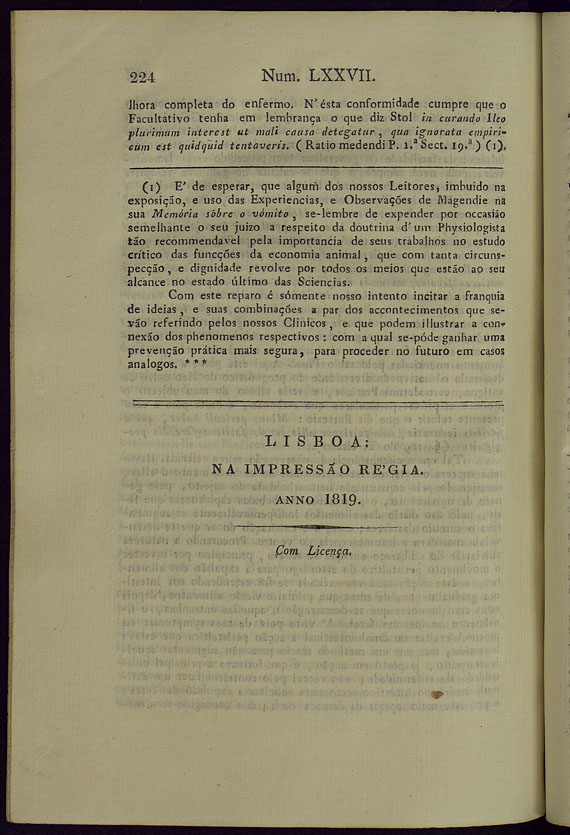 224 Num. LXXVII.
lhora completa do enfermo. N'ésta conformidade cumpre que o
Facultativo tenha em lembrança o que diz Stol in curando Ileo
plurimum interest ut mali causa detegatur, qua ignorata empiri-
cum est quidquid tentaveris. (Ratio medendi P. 1.ª Sect. 19.ª) (1).
(1) E' de esperar, que algum dos nossos Leitores, imbuido na
exposição, e uso das Experiencias, e Observações de Magendie na
sua Memória sôbre o vómito, se-lembre de expender por occasião
semelhante o seu juizo a respeito da doutrina d'um Physiologista
tão recommendavel pela importancia de seus trabalhos no estudo
crítico das funcções da economia animal, que com tanta circuns-
pecção, e dignidade revolve por todos os meios que estão ao seu
alcance no estado último das Sciencias.
Com este reparo é sómente nosso intento incitar a franquia
de ideias, e suas combinações a par dos accontecimentos que se-
vão referindo pelos nossos Clinicos, e que podem illustrar a con-
nexão dos phenomenos respectivos: com a qual se-póde ganhar uma
prevenção prática mais segura, para proceder no futuro em casos
analogos. ***
LISBOA:
NA IMPRESSÃO RE'GIA.
ANNO 1819.
Com Licença.